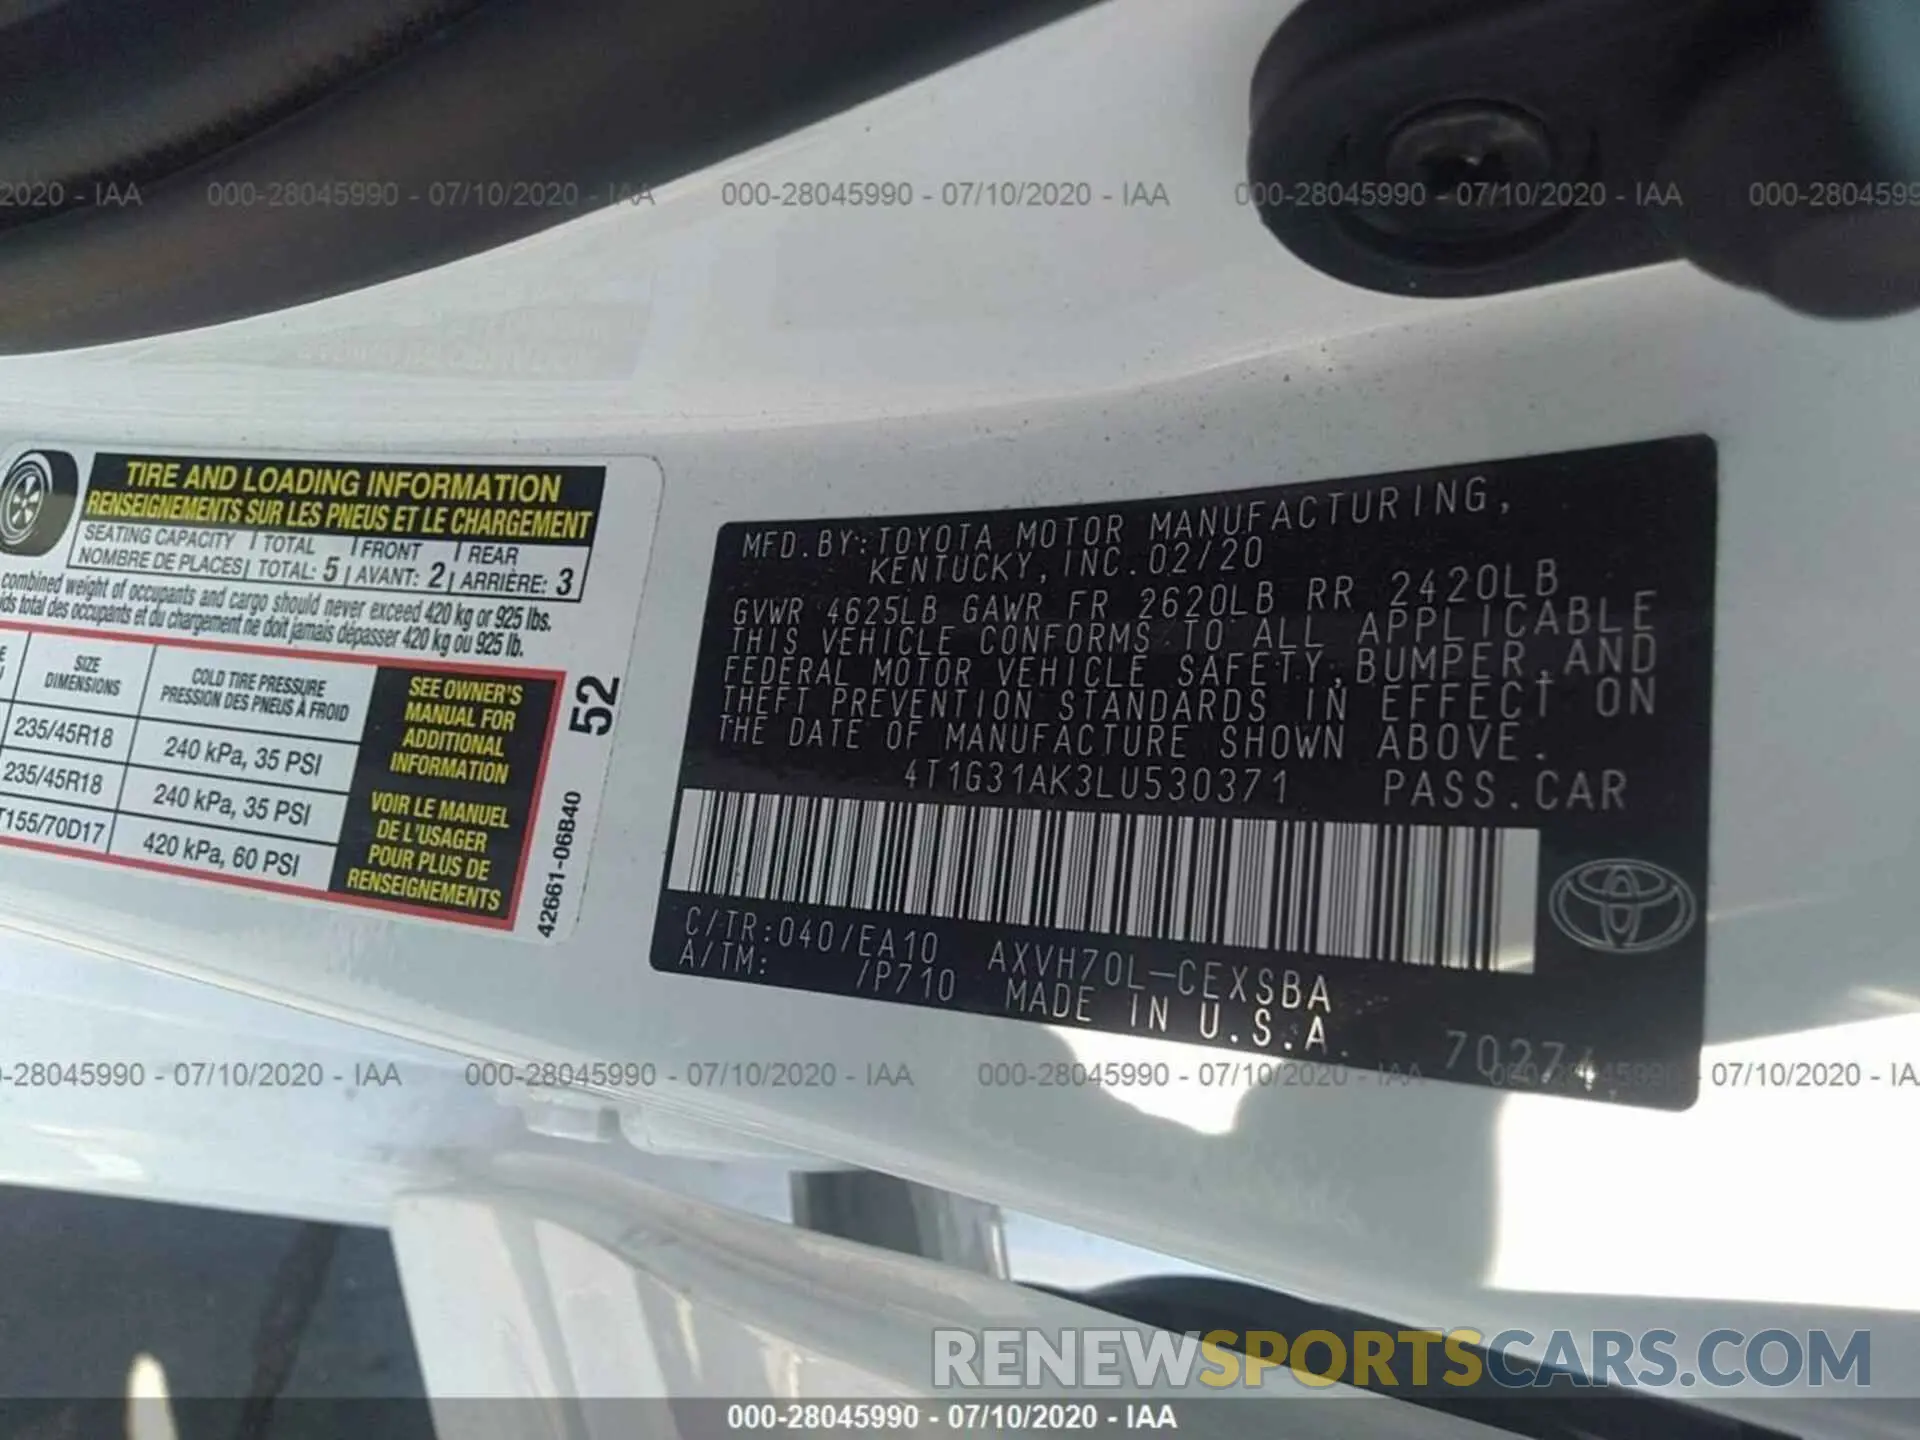 2020 - IAA 000-28045990 - 07/10/2020 - IAA 000-28045990 - 07/10/2020 - IAA 000-28045990 - 07/10/2020 - IAA 000-2804599
TIRE AND LOADING INFORMATION
RENSEIGNEMENTS SUR LES PNEUS ET LE CHARGEMENT
SEATING CAPACITY TOTAL FRONT REAR
NOMBRE DE PLACES TOTAL: 5 AVANT: 2 ARRIÈRE: 3
combined weight of occupants and cargo should never exceed 420 kg or 925 lbs.
ids total des occupants et du chargement ne doit jamais dépasser 420 kg ou 925 lb.
SIZE
DIMENSIONS
COLD TIRE PRESSURE
PRESSION DES PNEUS À FROID
235/45R18 240 kPa, 35 PSI
235/45R18 240 kPa, 35 PSI
T155/70D17 420 kPa, 60 PSI
SEE OWNER'S
MANUAL FOR
ADDITIONAL
INFORMATION
VOIR LE MANUEL
DE L'USAGER
POUR PLUS DE
RENSEIGNEMENTS
52
42661-06B40
MFD.BY:TOYOTA MOTOR MANUFACTURING,
KENTUCKY, INC. 02/20
GVWR 4625LB GAWR FR 2620LB RR 2420LB
THIS VEHICLE CONFORMS TO ALL APPLICABLE
FEDERAL MOTOR VEHICLE SAFETY, BUMPER, AND
THEFT PREVENTION STANDARDS IN EFFECT ON
THE DATE OF MANUFACTURE SHOWN ABOVE.
4T1G31AK3LU530371 PASS.CAR
C/TR:040/EA10 AXVH70L-CEXSBA
A/TM: /P710 MADE IN U.S.A.
70274
-28045990 - 07/10/2020 - IAA 000-28045990 - 07/10/2020 - IAA 000-28045990 - 07/10/2020 - IAA 000-28045990 - 07/10/2020 - IA
RENEWSPORTSCARS.COM
000-28045990 - 07/10/2020 - IAA